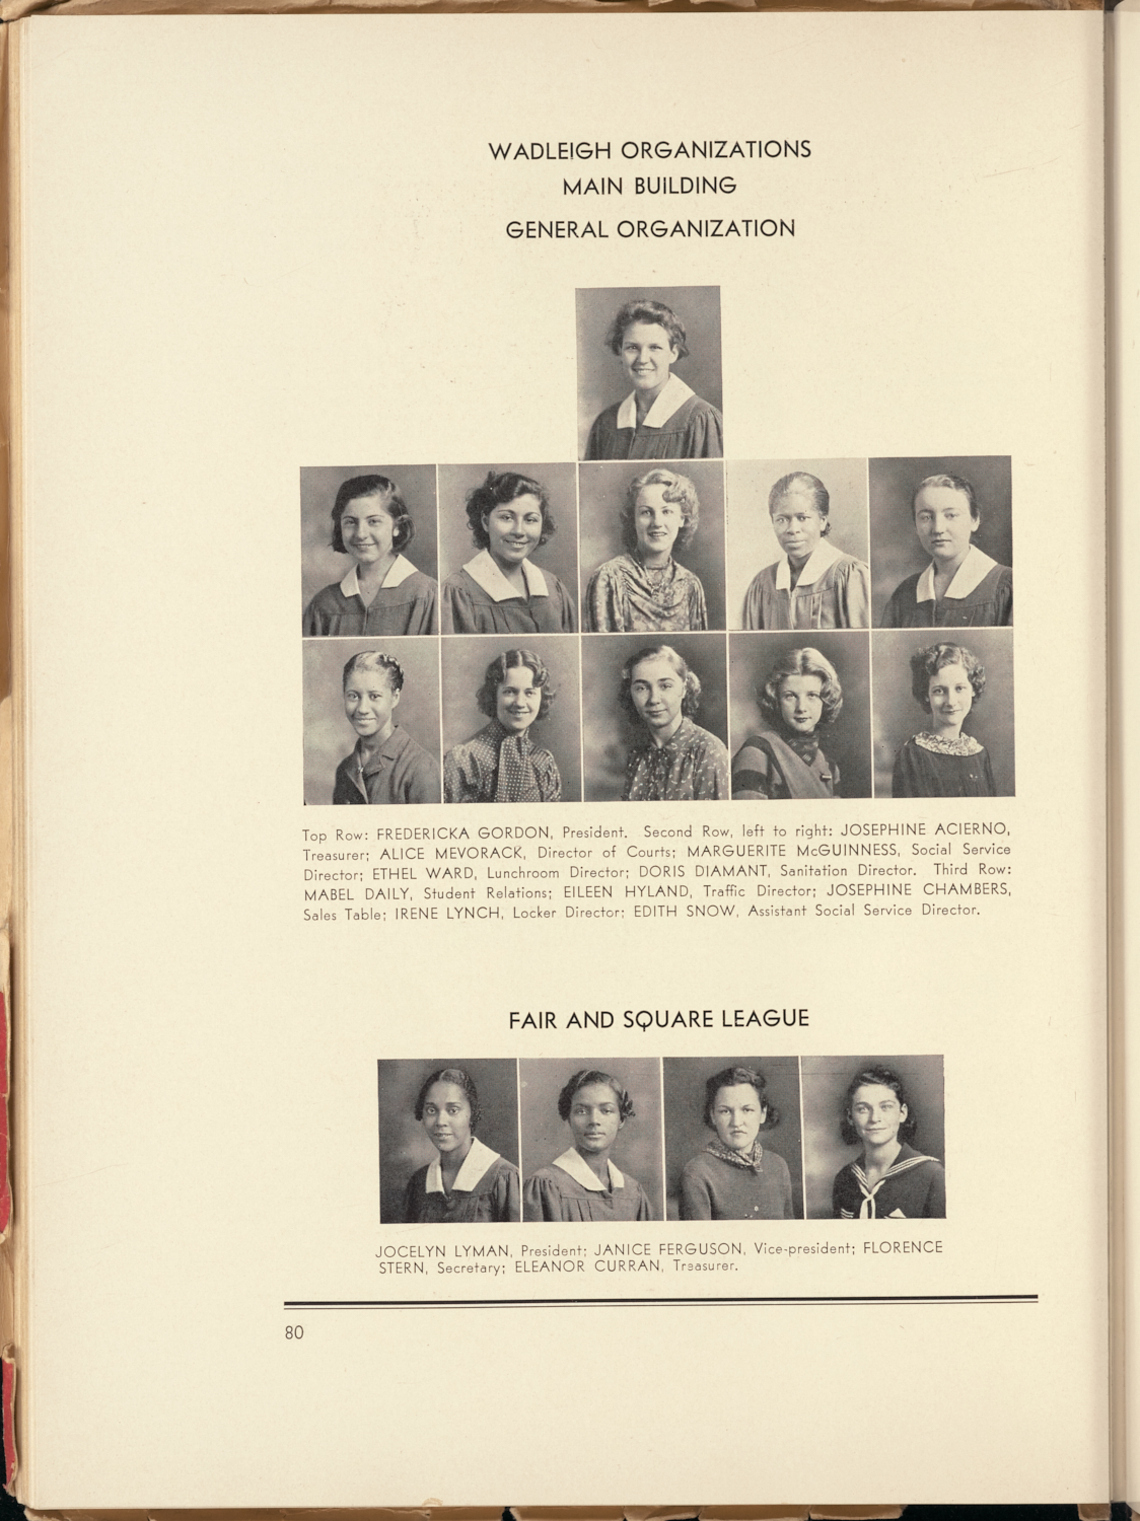 WADLEIGH ORGANIZATIONS
MAIN BUILDING
GENERAL ORGANIZATION
Top Row: FREDERICKA GORDON, President. Second Row, left to right: JOSEPHINE ACIERNO,
Treasurer; ALICE MEVORACK, Director of Courts; MARGUERITE McGUINNESS, Social Service
Director; ETHEL WARD, Lunchroom Director; DORIS DIAMANT, Sanitation Director. Third Row:
MABEL DAILY, Student Relations; EILEEN HYLAND, Traffic Director; JOSEPHINE CHAMBERS,
Sales Table; IRENE LYNCH, Locker Director; EDITH SNOW, Assistant Social Service Director.
FAIR AND SQUARE LEAGUE
JOCELYN LYMAN, President; JANICE FERGUSON, Vice-president; FLORENCE
STERN, Secretary; ELEANOR CURRAN, Treasurer.
80